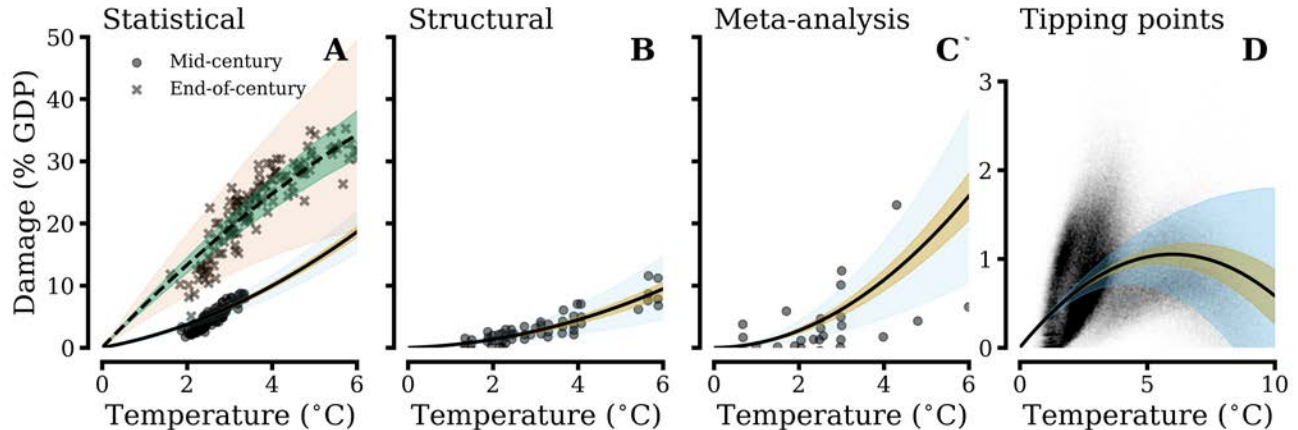 Statistical
Structural
Meta-analysis
Tipping points
A
B
C
D
Mid-century
End-of-century
Damage (% GDP)
50
40
30
20
10
0
3
2
1
0
0 2 4 6
0 2 4 6
0 2 4 6
0 5 10
Temperature (°C)
Temperature (°C)
Temperature (°C)
Temperature (°C)